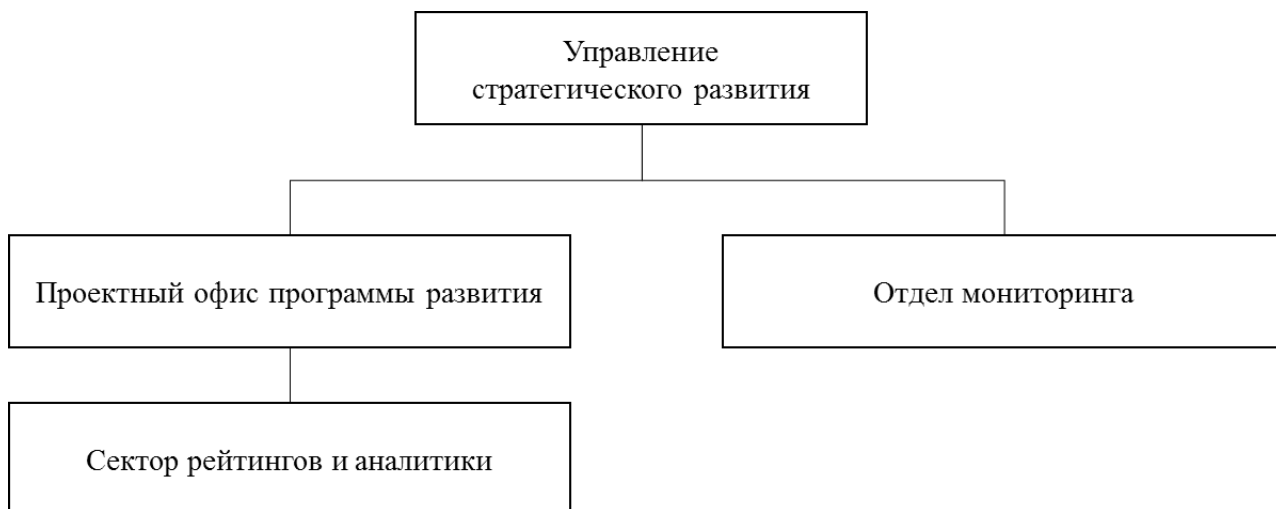 Управление
стратегического развития
Проектный офис программы развития
Отдел мониторинга
Сектор рейтингов и аналитики